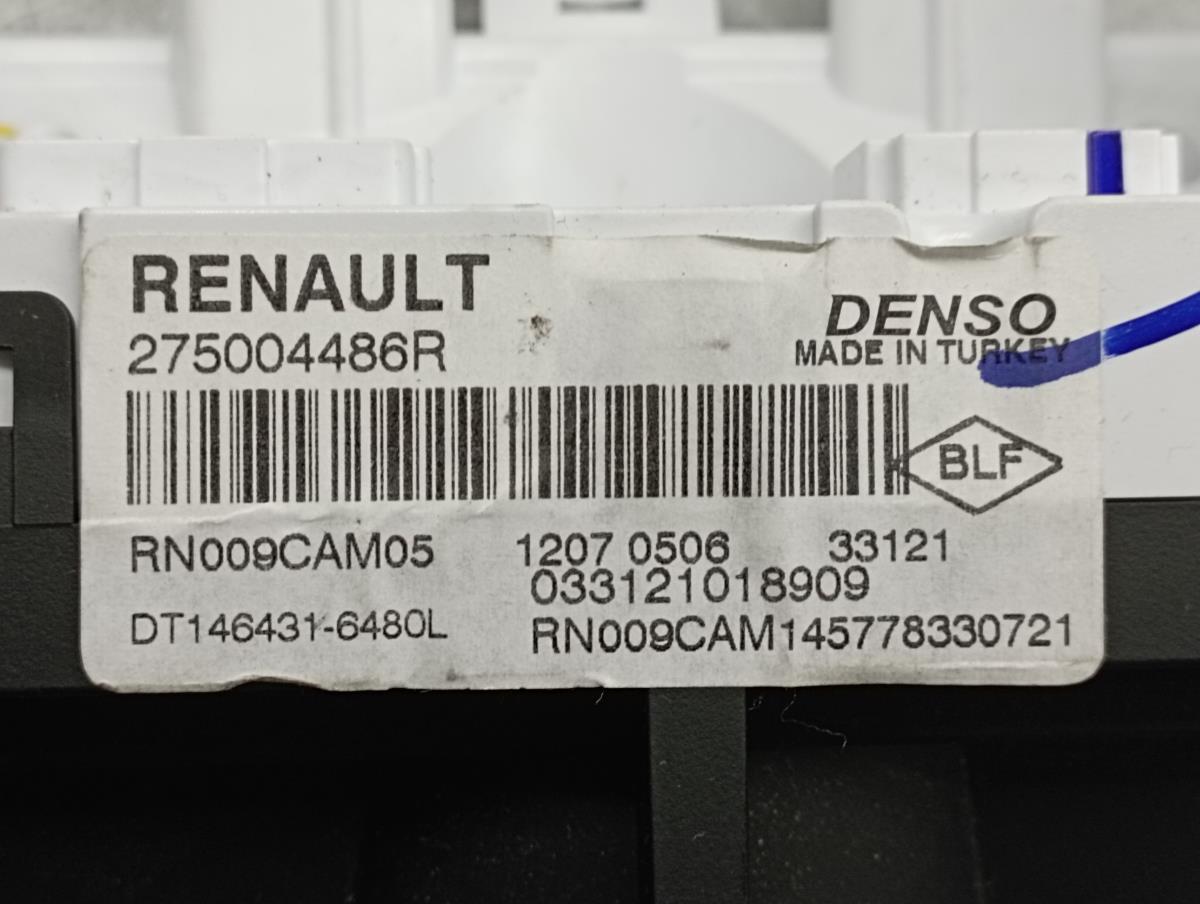 RENAULT
275004486R
DENSO
MADE IN TURKEY
BLF
RN009CAM05 1207 0506 33121
033121018909
DT146431-6480L
RN009CAM145778330721